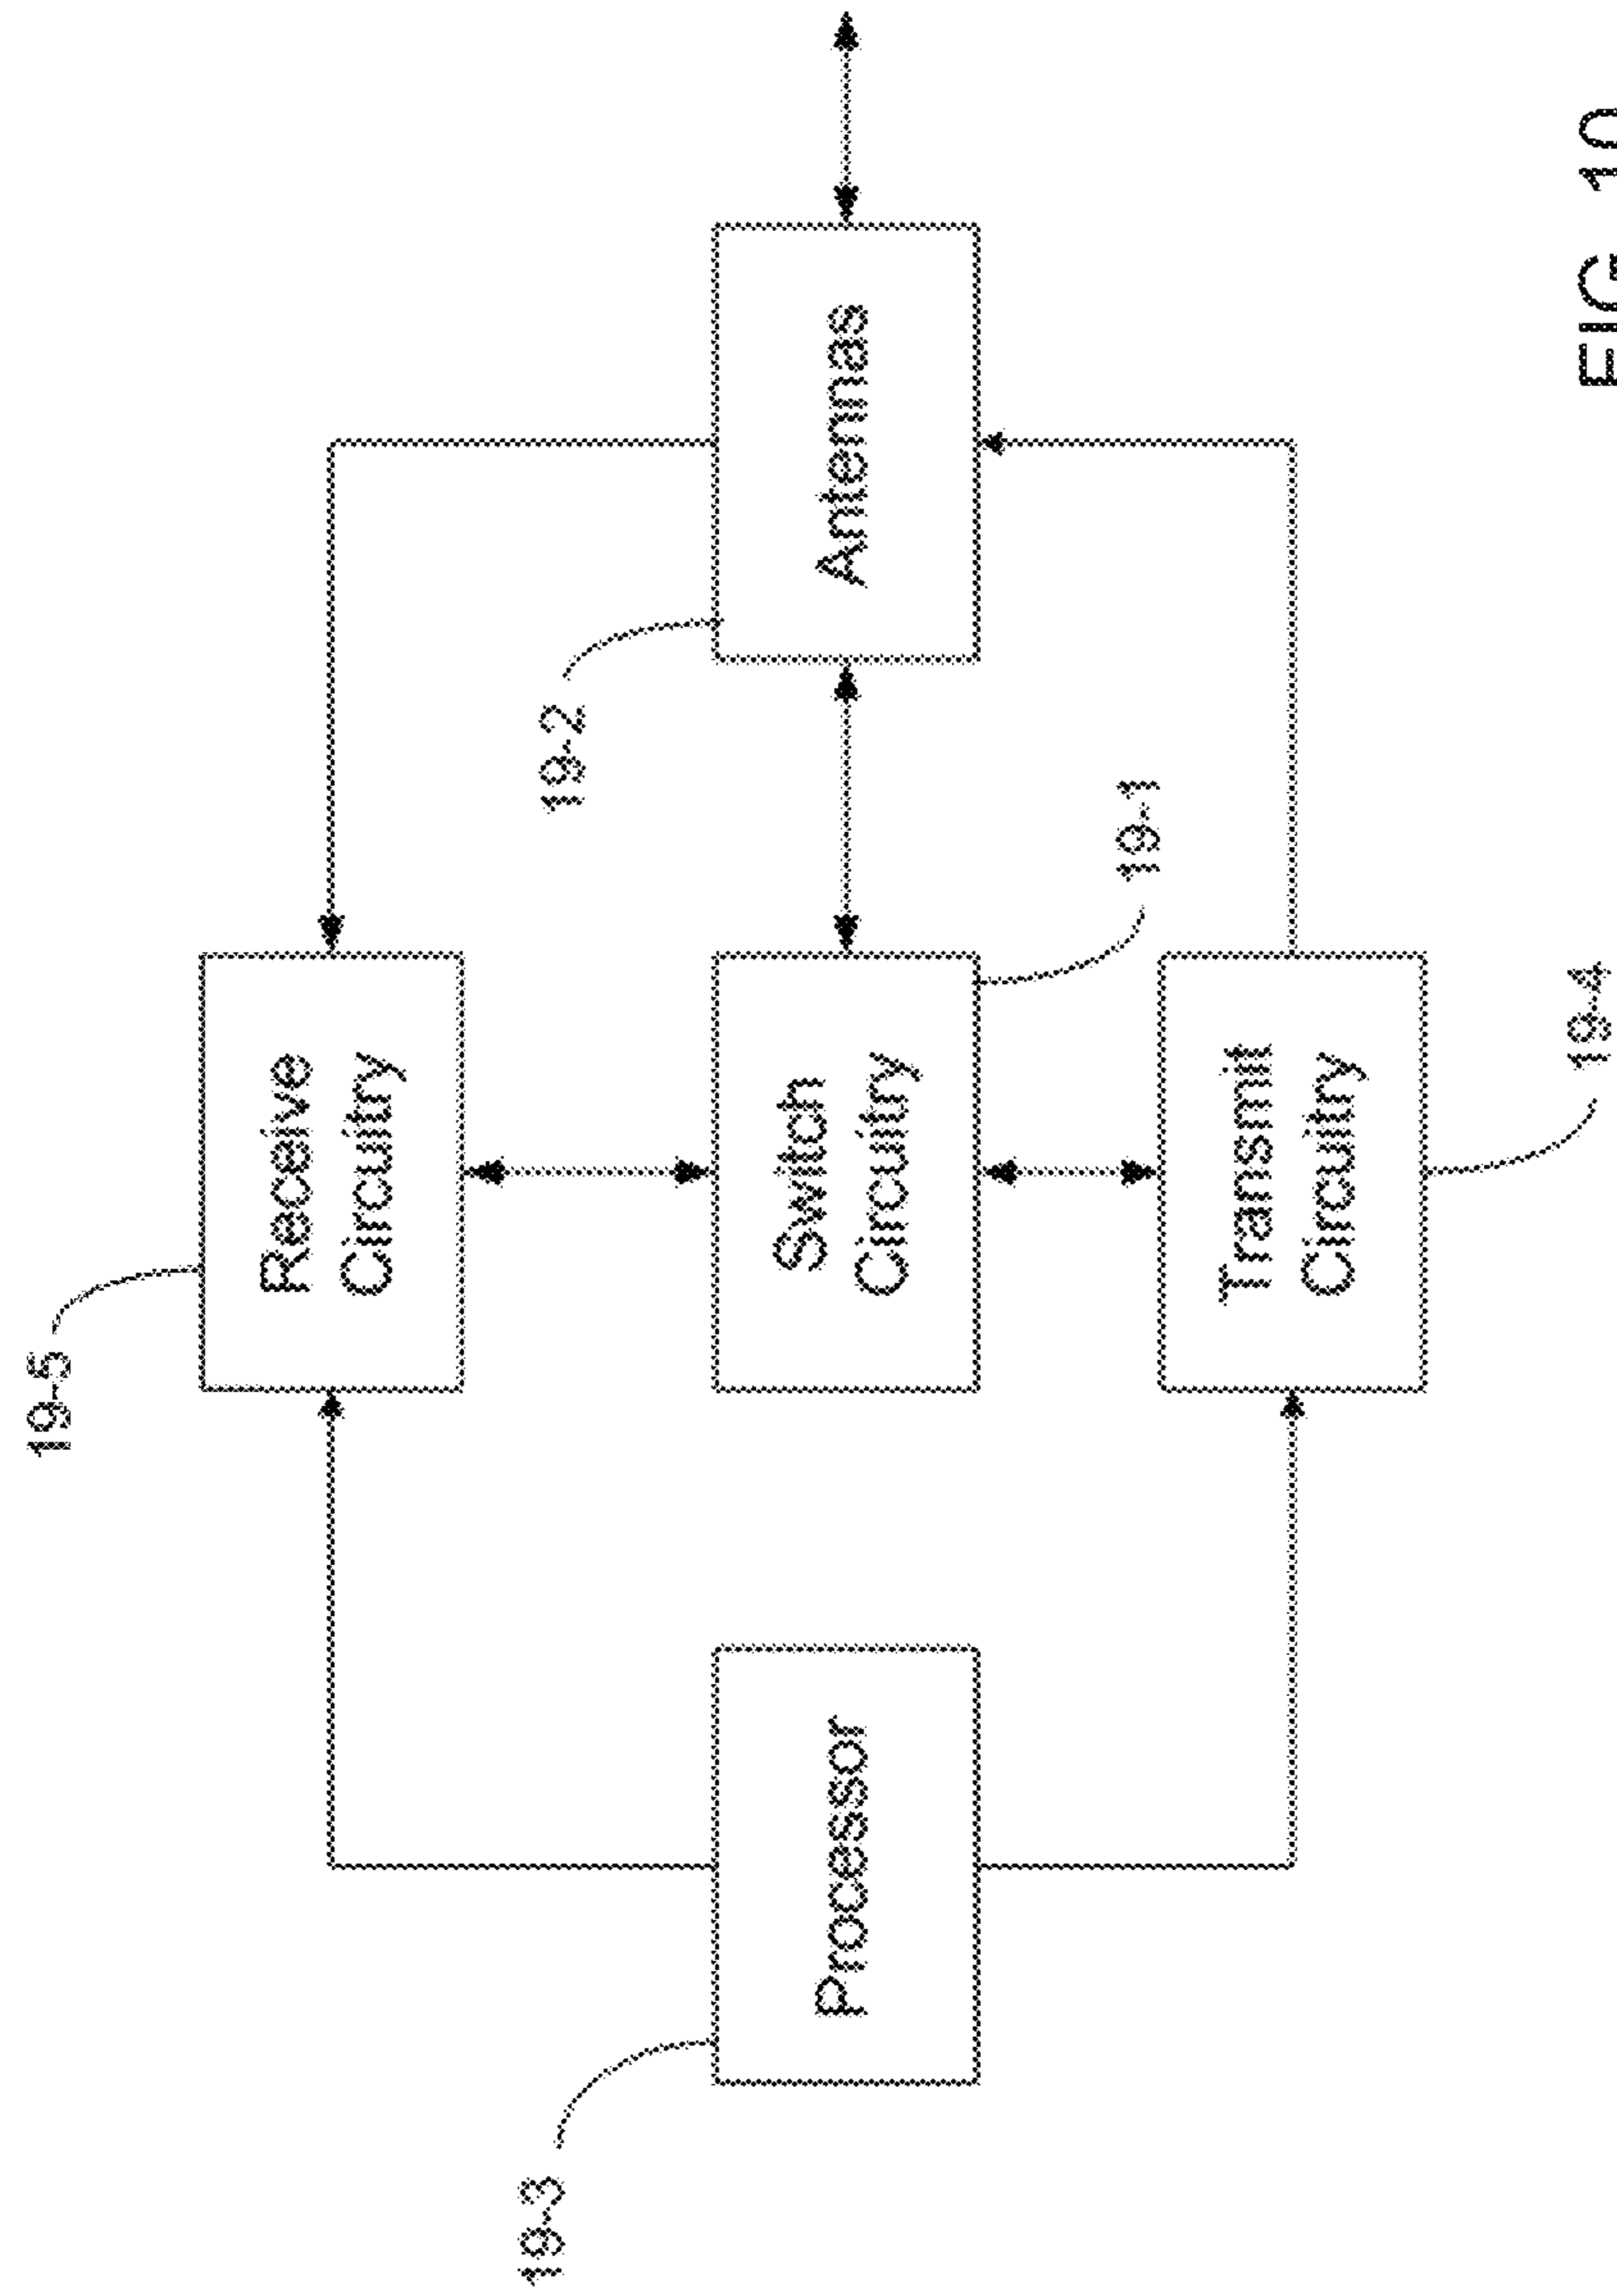 19-5
Receive
Circuitry
19-3
19-2
Processor
Switch
Circuitry
Antennas
19-1
Transmit
Circuitry
19-4
FIG